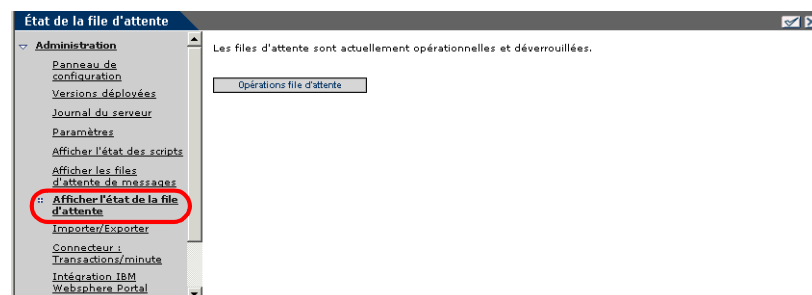 État de la file d'attente
Administration
Panneau de
configuration
Versions déployées
Journal du serveur
Paramètres
Afficher l'état des scripts
Afficher les files
d'attente de messages
Afficher l'état de la file
d'attente
Importer/Exporter
Connecteur :
Transactions/minute
Intégration IBM
Websphere Portal
Les files d'attente sont actuellement opérationnelles et déverrouillées.
Opérations file d'attente